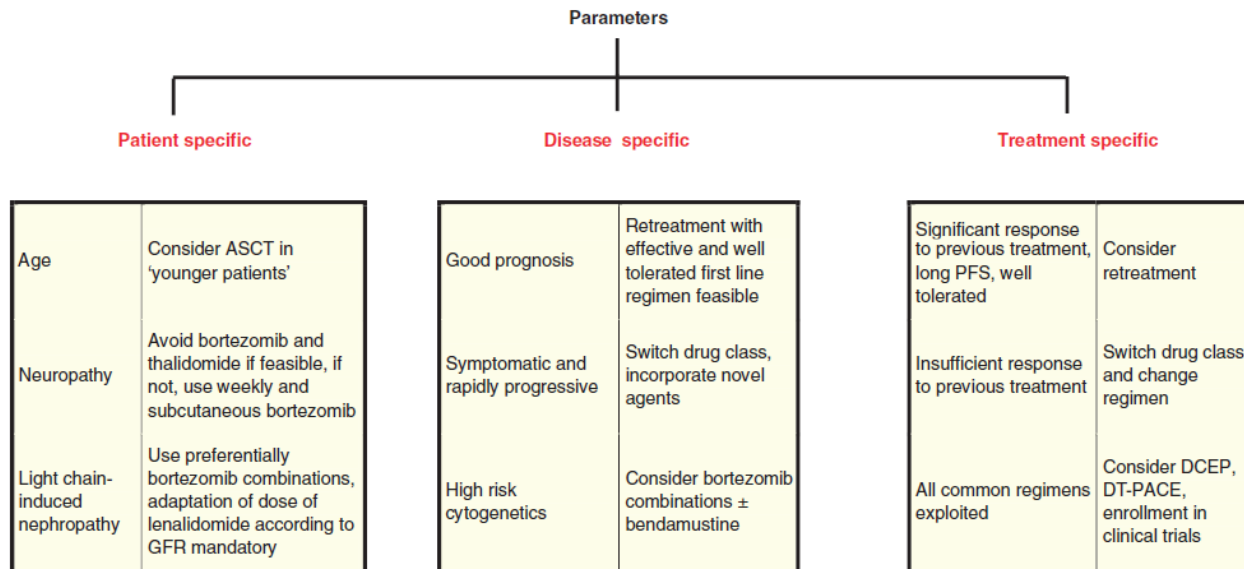 Parameters
Patient specific
Disease specific
Treatment specific
Age
Consider ASCT in
‘younger patients’
Neuropathy
Avoid bortezomib and
thalidomide if feasible, if
not, use weekly and
subcutaneous bortezomib
Light chain-
induced
nephropathy
Use preferentially
bortezomib combinations,
adaptation of dose of
lenalidomide according to
GFR mandatory
Good prognosis
Retreatment with
effective and well
tolerated first line
regimen feasible
Symptomatic and
rapidly progressive
Switch drug class,
incorporate novel
agents
High risk
cytogenetics
Consider bortezomib
combinations ±
bendamustine
Significant response
to previous treatment,
long PFS, well
tolerated
Consider
retreatment
Insufficient response
to previous treatment
Switch drug class
and change
regimen
All common regimens
exploited
Consider DCEP,
DT-PACE,
enrollment in
clinical trials